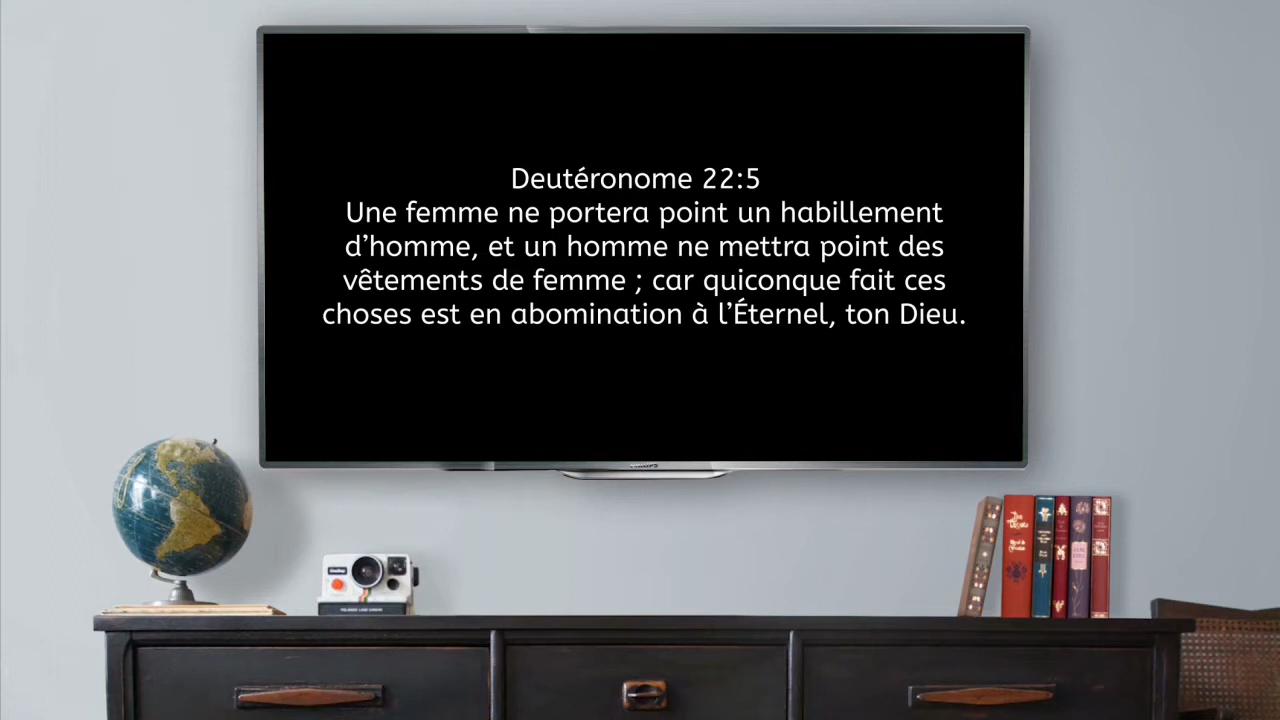 Deutéronome 22:5
Une femme ne portera point un habillement
d’homme, et un homme ne mettra point des
vêtements de femme ; car quiconque fait ces
choses est en abomination à l’Éternel, ton Dieu.
PHILIPS